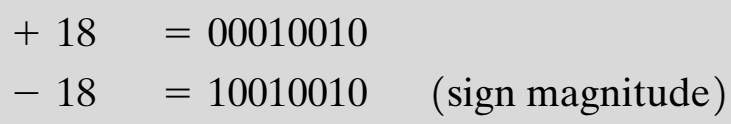 + 18 = 00010010
− 18 = 10010010 (sign magnitude)